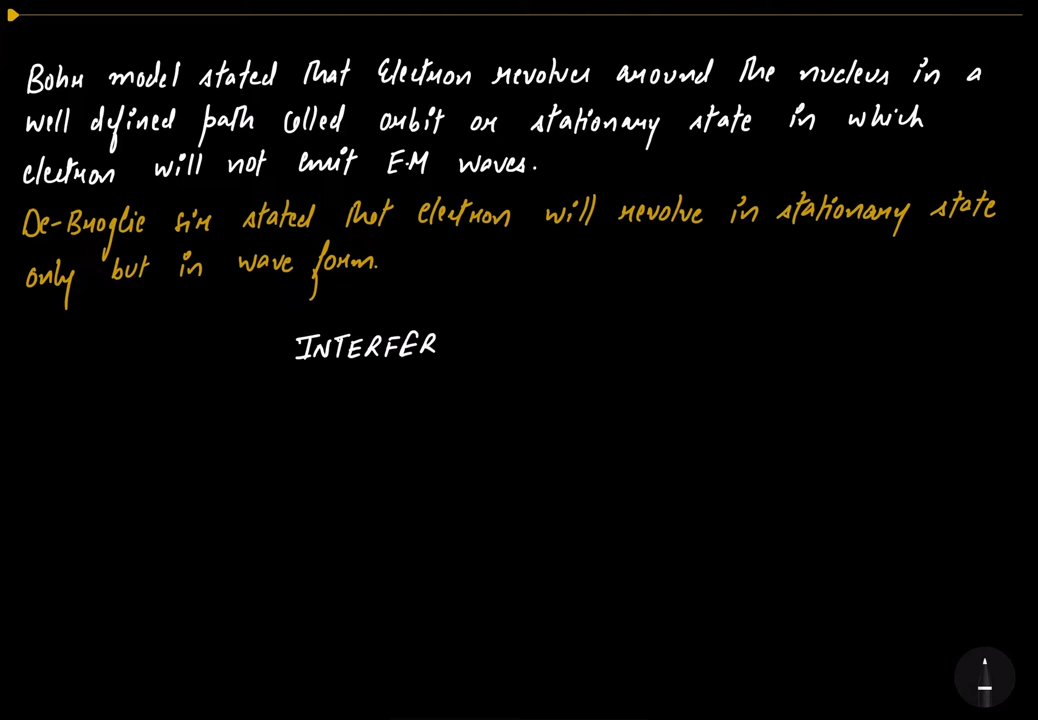 Bohr model stated that Electron revolves around the nucleus in a
well defined path called orbit or stationary state in which
electron will not emit E.M waves.
De-Broglie sir stated that electron will revolve in stationary state
only but in wave form.
INTERFER